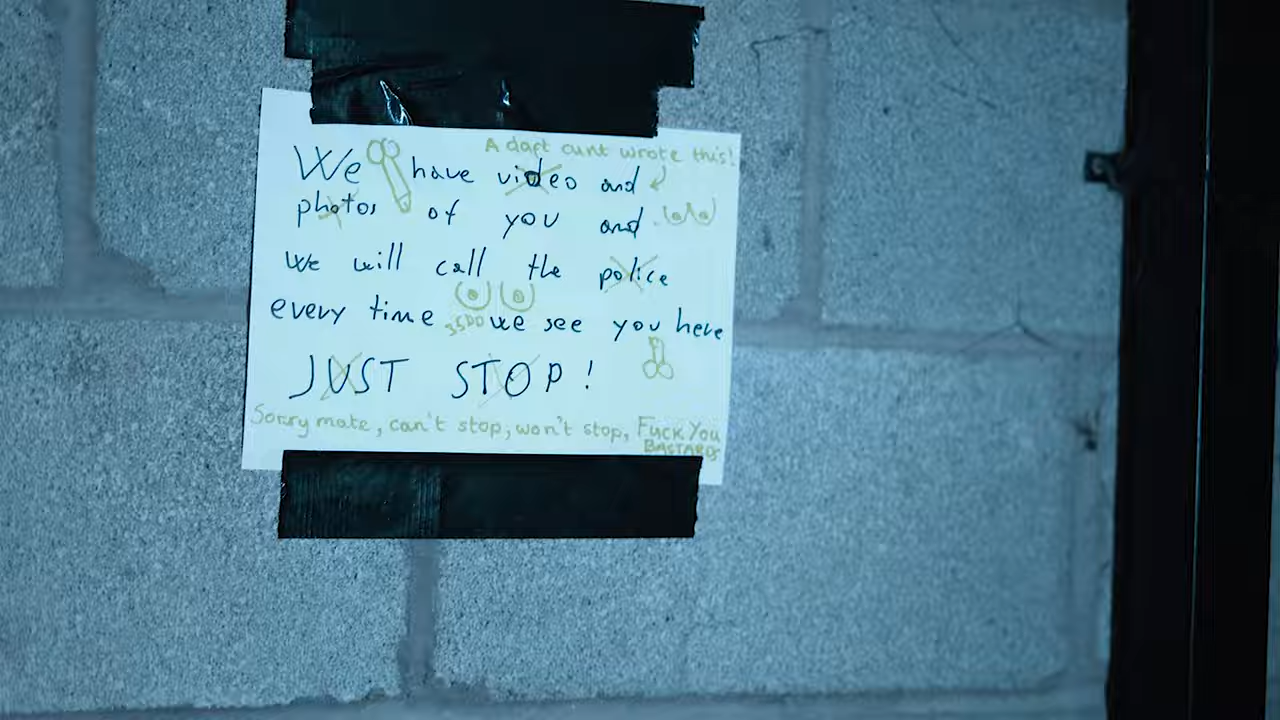 A daft cunt wrote this!
We have video and
photos of you and
we will call the police
every time we see you here
35DD
JUST STOP!
Sorry mate, can't stop, won't stop, Fuck You
BASTARDS